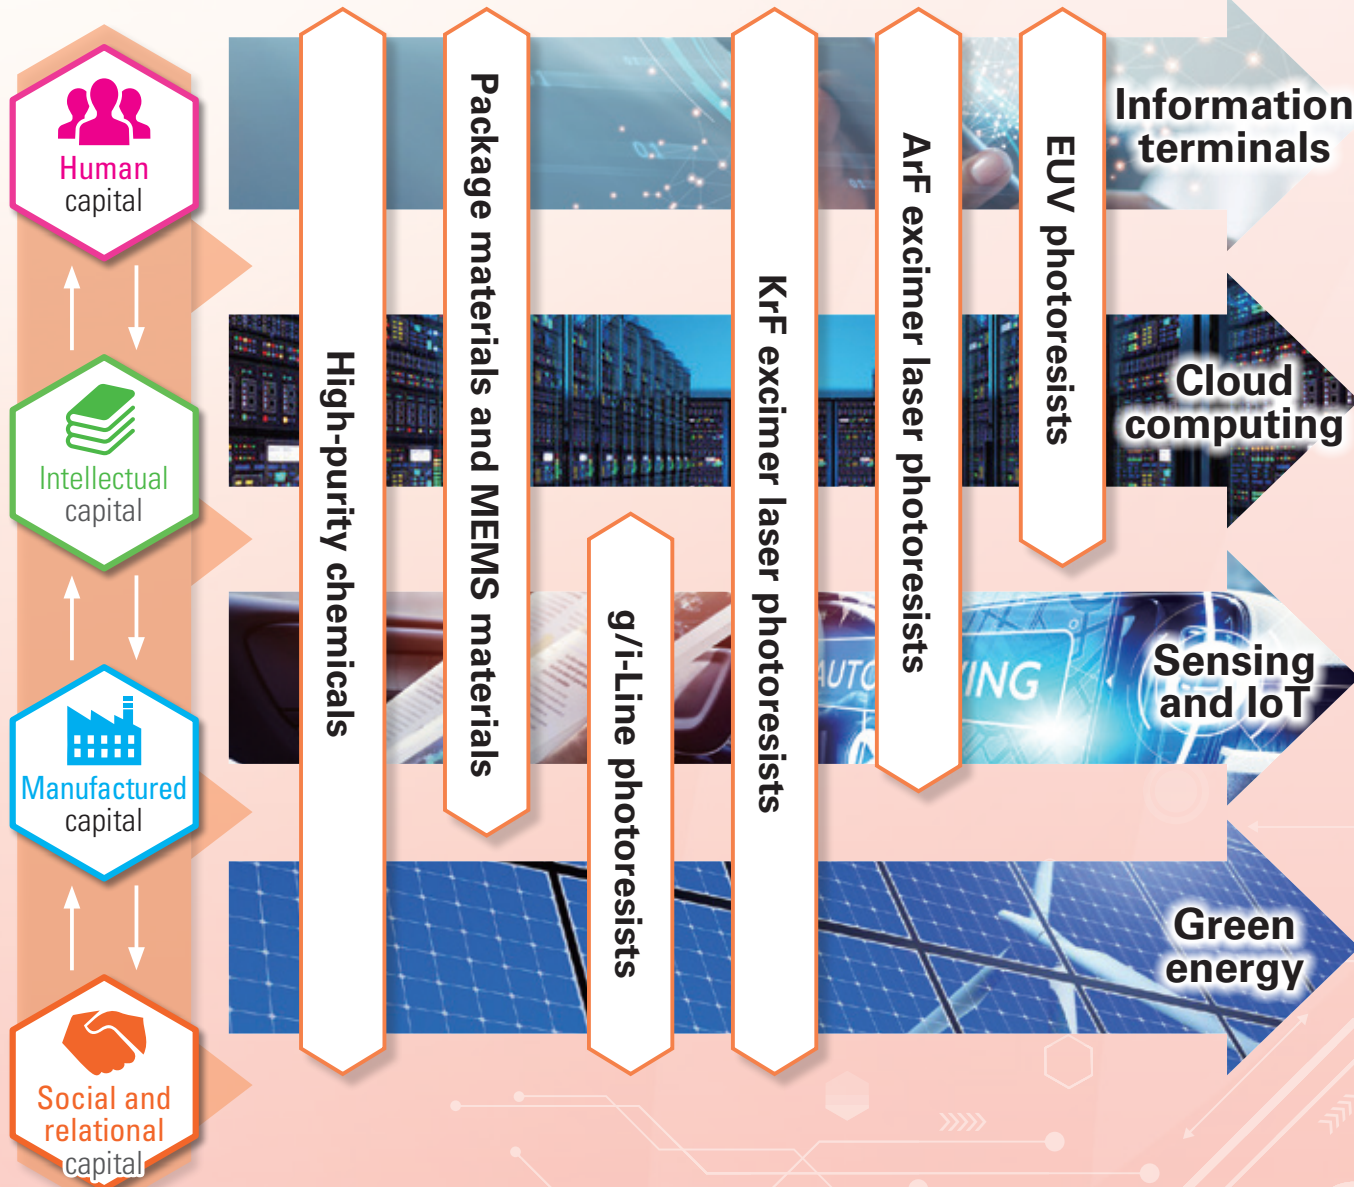 Human
capital
Intellectual
capital
Manufactured
capital
Social and
relational
capital
High-purity chemicals
Package materials and MEMS materials
g/i-Line photoresists
KrF excimer laser photoresists
ArF excimer laser photoresists
EUV photoresists
Information
terminals
Cloud
computing
Sensing
and IoT
Green
energy